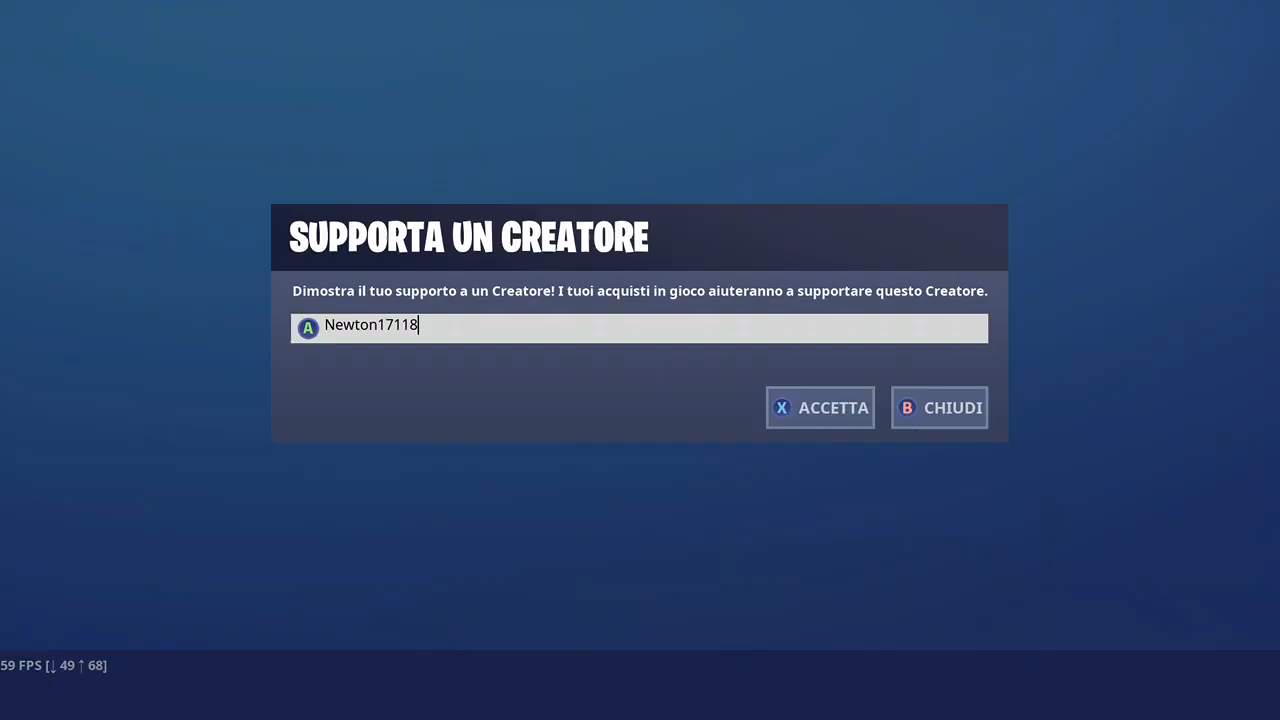 SUPPORTA UN CREATORE
Dimostra il tuo supporto a un Creatore! I tuoi acquisti in gioco aiuteranno a supportare questo Creatore.
A Newton17118
X ACCETTA B CHIUDI
59 FPS [↓ 49 ↑ 68]